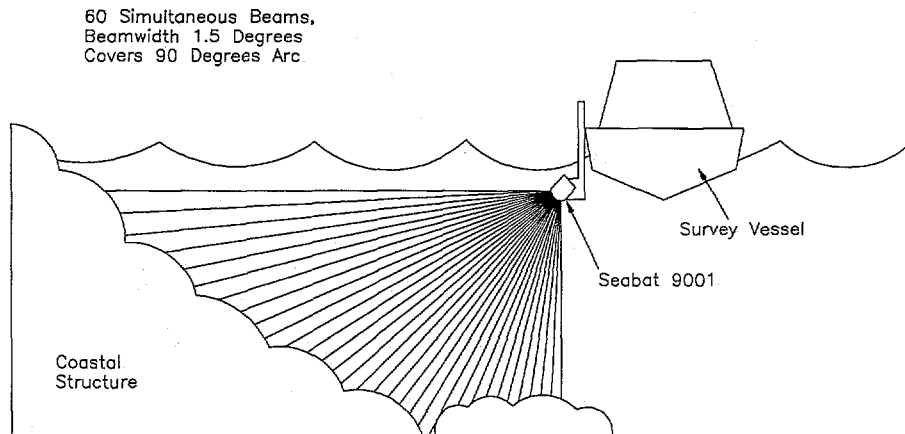 60 Simultaneous Beams,
Beamwidth 1.5 Degrees
Covers 90 Degrees Arc
Survey Vessel
Seabat 9001
Coastal
Structure